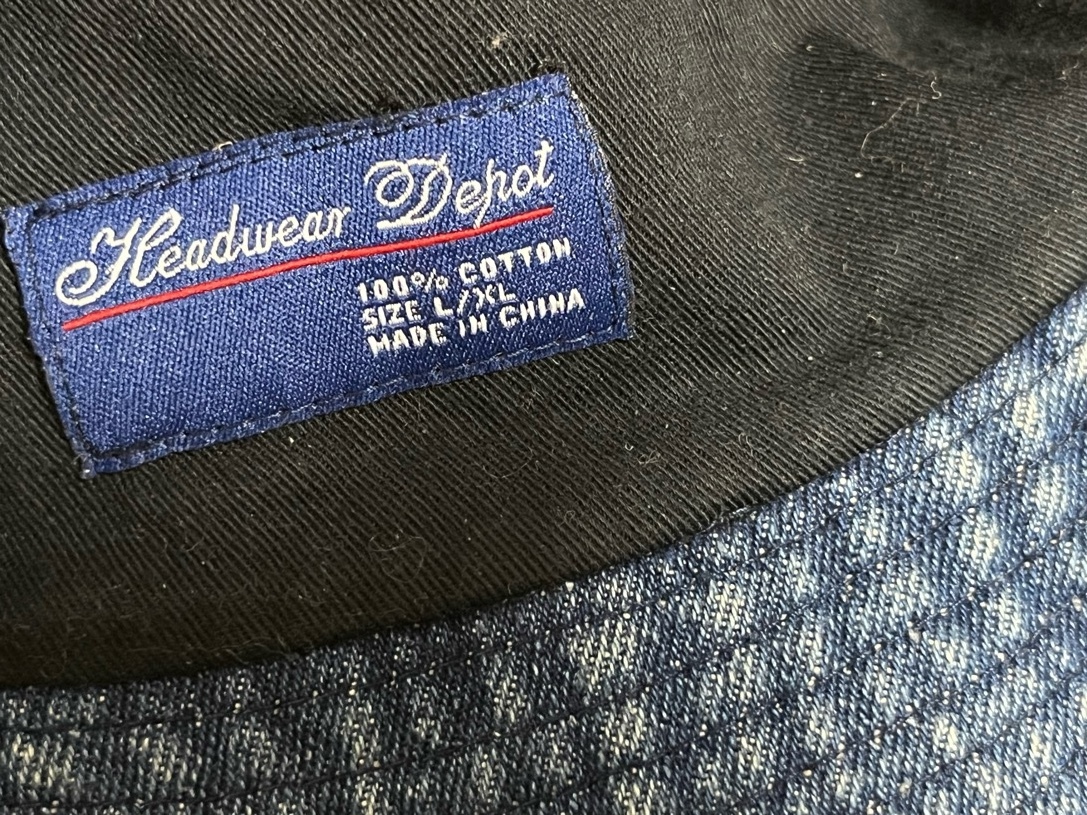 Headwear Depot
100% COTTON
SIZE L/XL
MADE IN CHINA